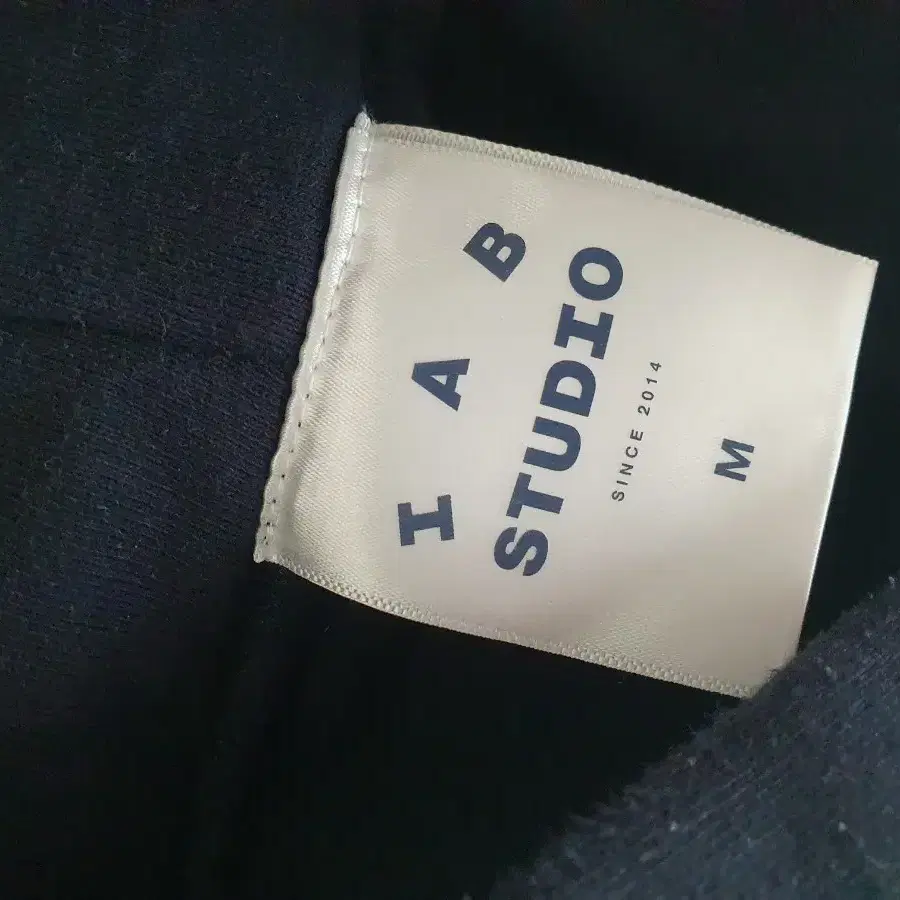 I A B
STUDIO
SINCE 2014
M